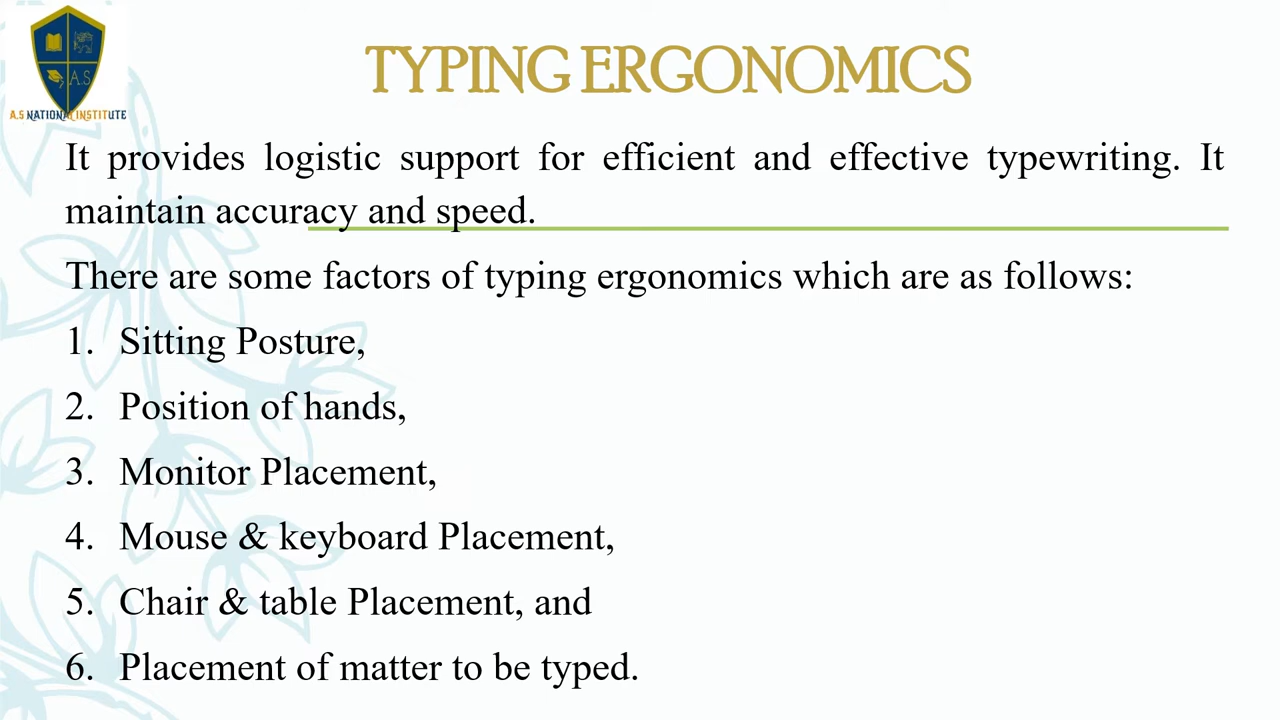 A.S
A.S NATIONAL INSTITUTE
TYPING ERGONOMICS
It provides logistic support for efficient and effective typewriting. It
maintain accuracy and speed.
There are some factors of typing ergonomics which are as follows:
1. Sitting Posture,
2. Position of hands,
3. Monitor Placement,
4. Mouse & keyboard Placement,
5. Chair & table Placement, and
6. Placement of matter to be typed.